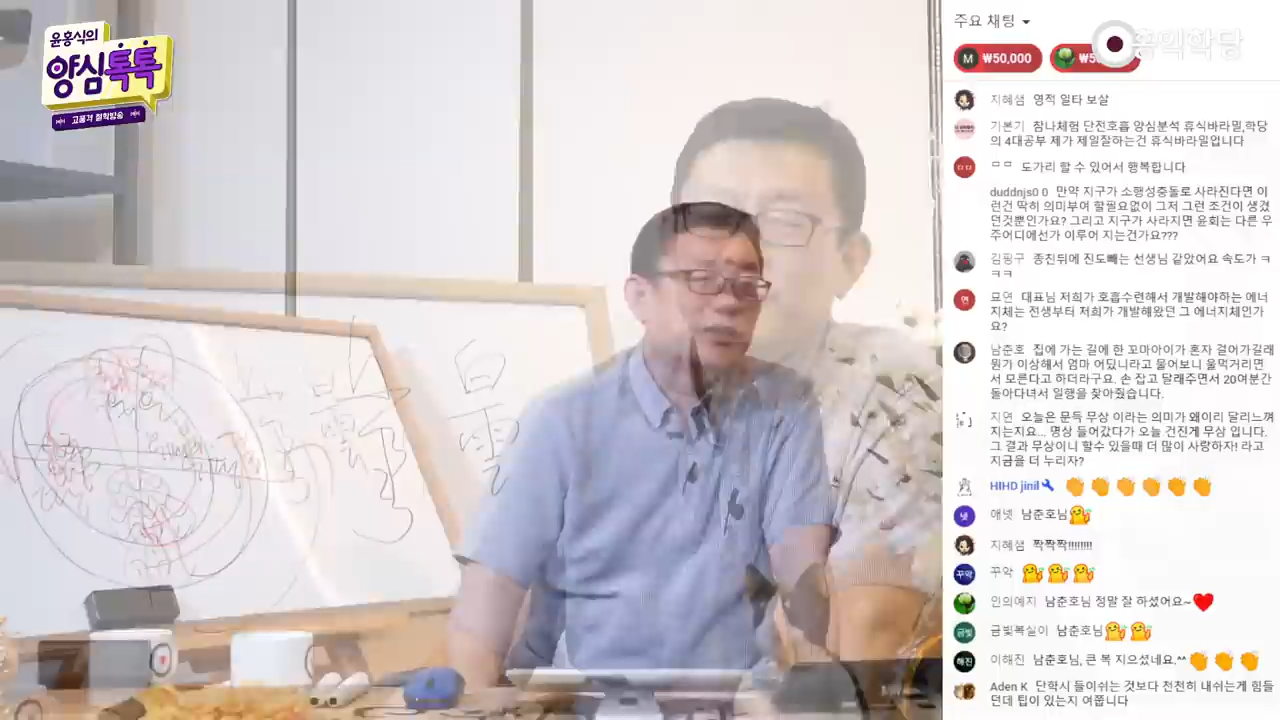 윤홍식의
양심톡톡
고품격 철학방송
주요 채팅
홍익학당
M ₩50,000
지혜샘 영적 일타 보살
기본기 참나체험 단전호흡 양심분석 휴식바라밀,학당
의 4대공부 제가 제일잘하는건 휴식바라밀입니다
ㅁㅁ 도가리 할 수 있어서 행복합니다
duddnjs0 0 만약 지구가 소행성충돌로 사라진다면 이
런건 딱히 의미부여 할필요없이 그저 그런 조건이 생겼
던것뿐인가요? 그리고 지구가 사라지면 윤회는 다른 우
주어디에선가 이루어 지는건가요???
김핑구 종친뒤에 진도빼는 선생님 같았어요 속도가 ㅋ
ㅋㅋ
묘연 대표님 저희가 호흡수련해서 개발해야하는 에너
지체는 전생부터 저희가 개발해왔던 그 에너지체인가
요?
남춘호 집에 가는 길에 한 꼬마아이가 혼자 걸어가길래
뭔가 이상해서 엄마 어딨니라고 물어보니 울먹거리면
서 모른다고 하더라구요. 손 잡고 달래주면서 20여분간
돌아다녀서 일행을 찾아줬습니다.
지연 오늘은 문득 무상 이라는 의미가 왜이리 달리느껴
지는지요... 명상 들어갔다가 오늘 건진게 무상 입니다.
그 결과 무상이니 할수 있을때 더 많이 사랑하자! 라고
지금을 더 누리자?
HIHD jinil 👏👏👏👏👏👏
넷 얘넷 남춘호님🤗
지혜샘 짝짝짝!!!!!!!!
꾸악 꾸악 🤗🤗🤗
인의예지 남춘호님 정말 잘 하셨어요~❤️
금빛 금빛복실이 남춘호님🤗🤗
해진 이해진 남춘호님, 큰 복 지으셨네요.^^👏👏👏
Aden K 단학시 들이쉬는 것보다 천천히 내쉬는게 힘들
던데 팁이 있는지 여쭙니다